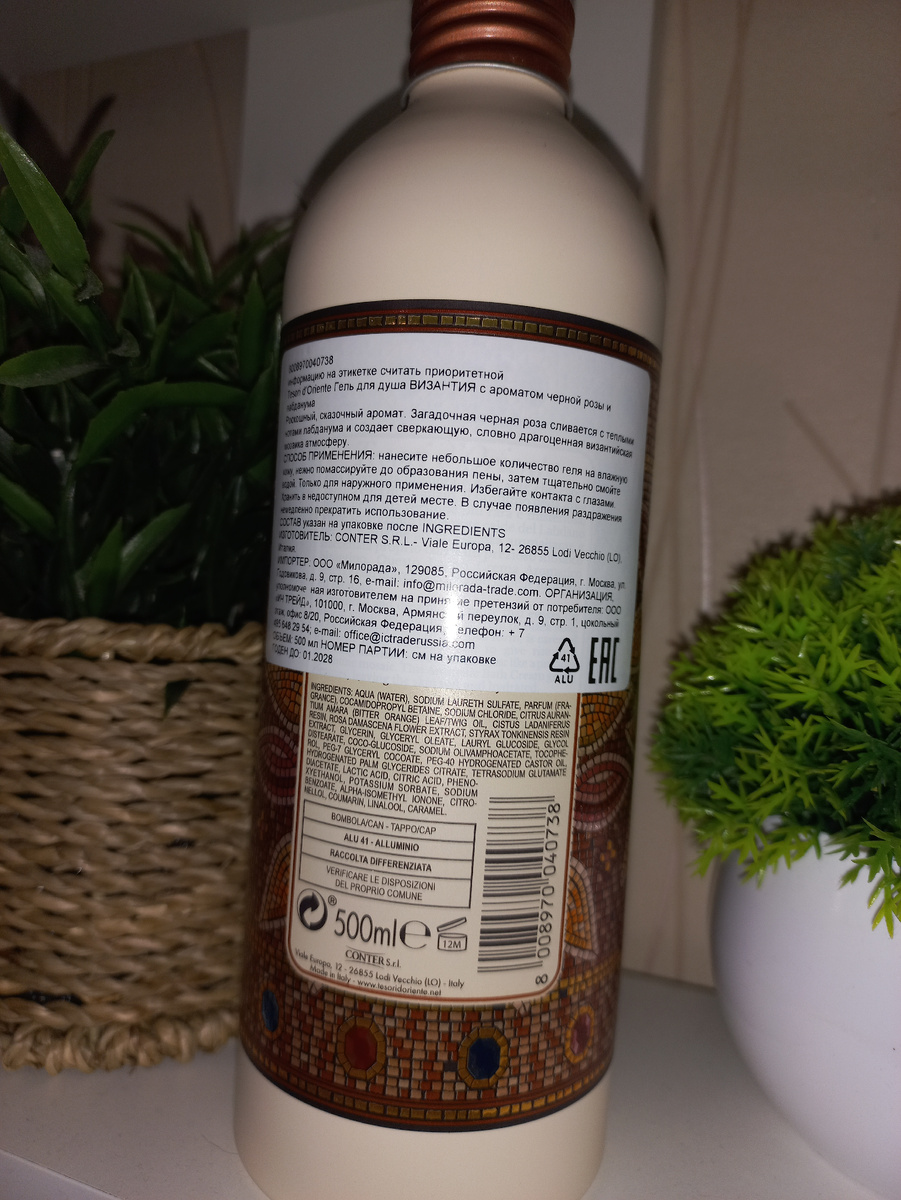 8008970040738
информацию на этикетке считать приоритетной
Tesori d'Oriente Гель для душа ВИЗАНТИЯ с ароматом черной розы и
лабданума
Роскошный, сказочный аромат. Загадочная черная роза сливается с теплыми
нотами лабданума и создает сверкающую, словно драгоценная византийская
мозаика атмосферу.
СПОСОБ ПРИМЕНЕНИЯ: нанесите небольшое количество геля на влажную
кожу, нежно помассируйте до образования пены, затем тщательно смойте
водой. Только для наружного применения. Избегайте контакта с глазами.
Хранить в недоступном для детей месте. В случае появления раздражения
немедленно прекратить использование.
СОСТАВ указан на упаковке после INGREDIENTS
ИЗГОТОВИТЕЛЬ: CONTER S.R.L.- Viale Europa, 12- 26855 Lodi Vecchio (LO),
Италия.
ИМПОРТЕР: ООО «Милорада», 129085, Российская Федерация, г. Москва, ул.
Годовикова, д. 9, стр. 16, e-mail: info@milorada-trade.com. ОРГАНИЗАЦИЯ,
уполномоченная изготовителем на принятие претензий от потребителя: ООО
ТРЕЙД», 101000, г. Москва, Армянский переулок, д. 9, стр. 1, цокольный
этаж, офис 8/20, Российская Федерация, Телефон: + 7
495 648 29 54; e-mail: office@ictraderussia.com
ОБЪЕМ: 500 мл НОМЕР ПАРТИИ: см на упаковке
ГОДЕН ДО: 01.2028
41
ALU
EAC
INGREDIENTS: AQUA (WATER), SODIUM LAURETH SULFATE, PARFUM (FRA-
GRANCE), COCAMIDOPROPYL BETAINE, SODIUM CHLORIDE, CITRUS AURAN-
TIUM AMARA (BITTER ORANGE) LEAF/TWIG OIL, CISTUS LADANIFERUS
RESIN, ROSA DAMASCENA FLOWER EXTRACT, STYRAX TONKINENSIS RESIN
EXTRACT, GLYCERIN, GLYCERYL OLEATE, LAURYL GLUCOSIDE, GLYCOL
DISTEARATE, COCO-GLUCOSIDE, SODIUM OLIVAMPHOACETATE, TOCOPHE-
ROL, PEG-7 GLYCERYL COCOATE, PEG-40 HYDROGENATED CASTOR OIL,
HYDROGENATED PALM GLYCERIDES CITRATE, TETRASODIUM GLUTAMATE
DIACETATE, LACTIC ACID, CITRIC ACID, PHENO-
XYETHANOL, POTASSIUM SORBATE, SODIUM
BENZOATE, ALPHA-ISOMETHYL IONONE, CITRO-
NELLOL, COUMARIN, LINALOOL, CARAMEL.
BOMBOLA/CAN - TAPPO/CAP
ALU 41 - ALLUMINIO
RACCOLTA DIFFERENZIATA
VERIFICARE LE DISPOSIZIONI
DEL PROPRIO COMUNE
® 500ml e 12M
CONTER S.r.l.
Viale Europa, 12 - 26855 Lodi Vecchio (LO) - Italy
Made in Italy - www.tesoridoriente.net
8 008970 040738